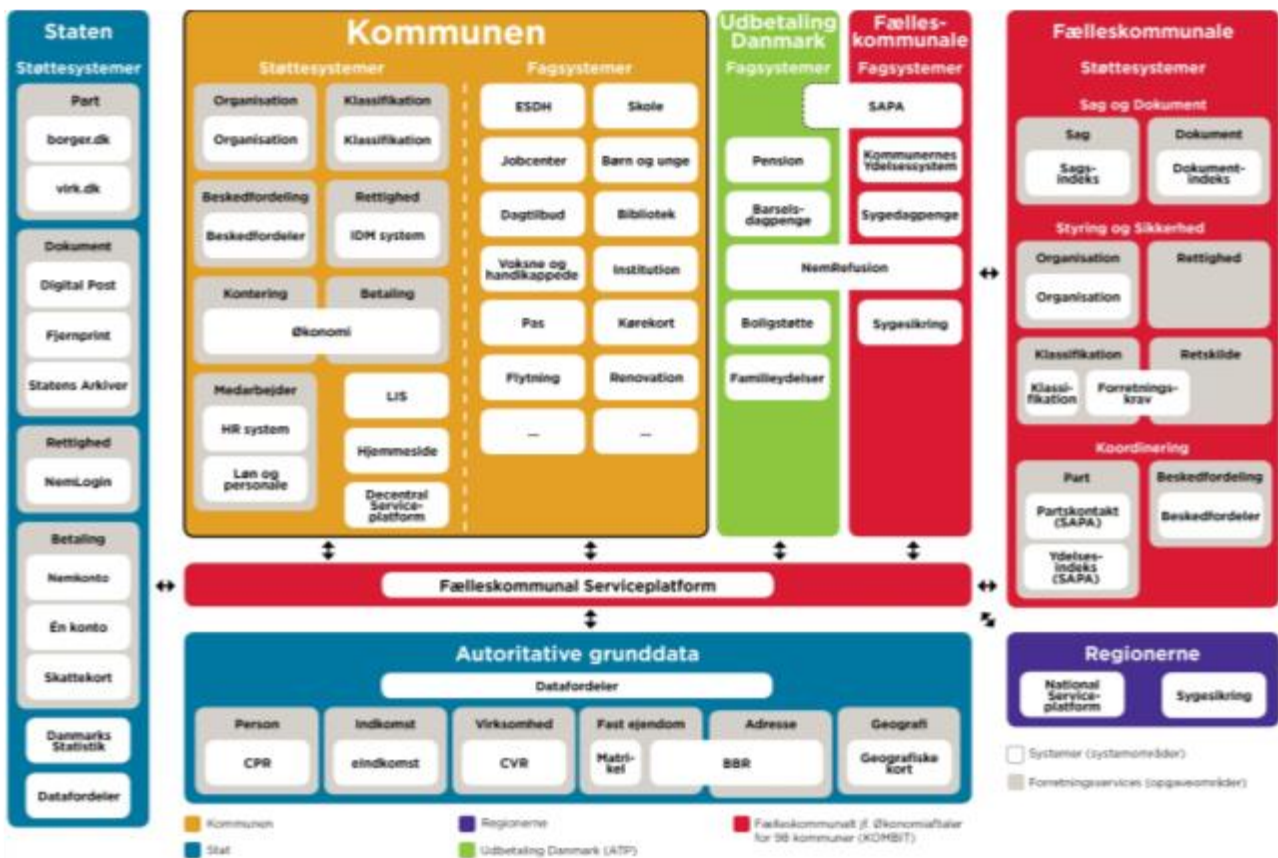 Staten
Støttesystemer
Part
borger.dk
virk.dk
Dokument
Digital Post
Fjernprint
Statens Arkiver
Rettighed
NemLogin
Betaling
Nemkonto
Én konto
Skattekort
Danmarks
Statistik
Datafordeler
Kommunen
Støttesystemer
Organisation
Organisation
Klassifikation
Klassifikation
Beskedfordeling
Beskedfordeler
Rettighed
IDM system
Kontering
Betaling
Økonomi
Medarbejder
HR system
Løn og
personale
LIS
Hjemmeside
Decentral
Service-
platform
Fagsystemer
ESDH
Skole
Jobcenter
Børn og unge
Dagtilbud
Bibliotek
Voksne og
handikappede
Institution
Pas
Kørekort
Flytning
Renovation
...
...
Udbetaling
Danmark
Fagsystemer
Pension
Barsels-
dagpenge
Boligstøtte
Familieydelser
Fælles-
kommunale
Fagsystemer
SAPA
Kommunernes
Ydelsessystem
Sygedagpenge
NemRefusion
Sygesikring
Fælleskommunale
Støttesystemer
Sag og Dokument
Sag
Sags-
indeks
Dokument
Dokument-
indeks
Styring og Sikkerhed
Organisation
Organisation
Rettighed
Klassifikation
Klassi-
fikation
Retskilde
Forretnings-
krav
Koordinering
Part
Partskontakt
(SAPA)
Ydelses-
indeks
(SAPA)
Beskedfordeling
Beskedfordeler
Fælleskommunal Serviceplatform
Autoritative grunddata
Datafordeler
Person
CPR
Indkomst
eIndkomst
Virksomhed
CVR
Fast ejendom
Matri-
kel
Adresse
BBR
Geografi
Geografiske
kort
Regionerne
National
Service-
platform
Sygesikring
Systemer (systemområder)
Forretningsservices (opgaveområder)
Kommunen
Stat
Regionerne
Udbetaling Danmark (ATP)
Fælleskommunalt jf. Økonomiaftaler
for 98 kommuner (KOMBIT)